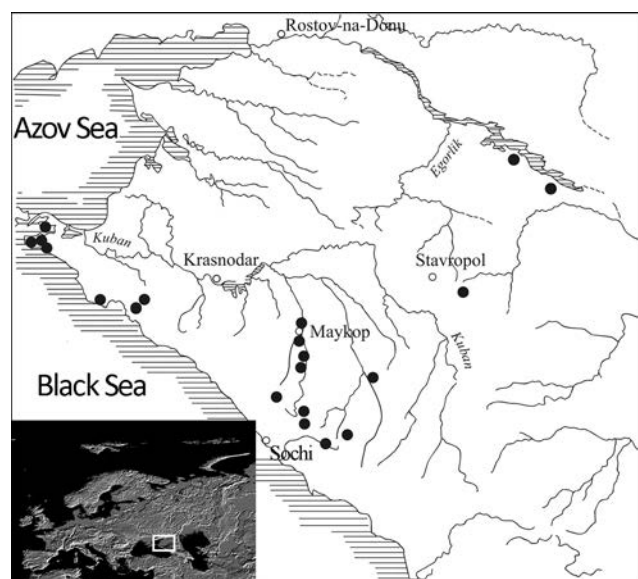 Rostov-na-Donu
Azov Sea
Egorlik
Kuban
Krasnodar
Stavropol
Maykop
Kuban
Black Sea
Sochi